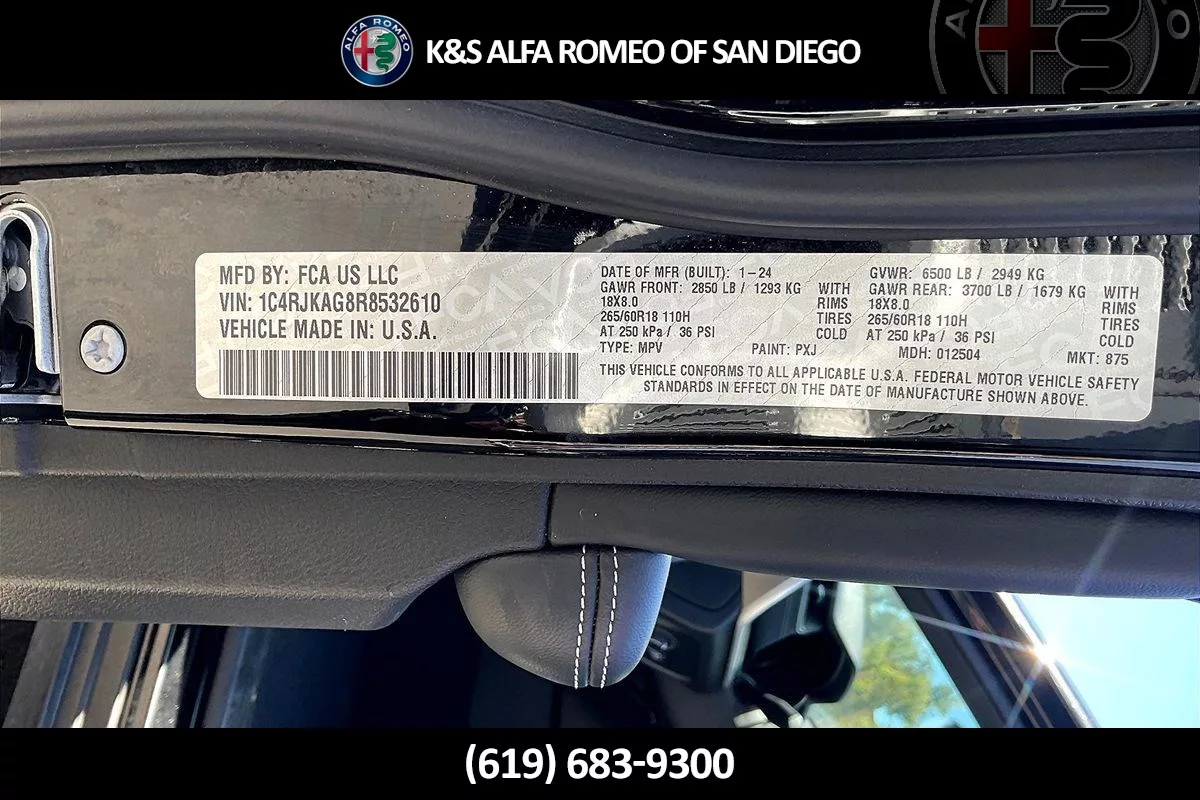 ALFA ROMEO
K&S ALFA ROMEO OF SAN DIEGO
MFD BY: FCA US LLC
VIN: 1C4RJKAG8R8532610
VEHICLE MADE IN: U.S.A.
DATE OF MFR (BUILT): 1-24
GAWR FRONT: 2850 LB / 1293 KG WITH
18X8.0 RIMS
265/60R18 110H TIRES
AT 250 kPa / 36 PSI COLD
TYPE: MPV PAINT: PXJ
GVWR: 6500 LB / 2949 KG
GAWR REAR: 3700 LB / 1679 KG WITH
18X8.0 RIMS
265/60R18 110H TIRES
AT 250 kPa / 36 PSI COLD
MDH: 012504 MKT: 875
THIS VEHICLE CONFORMS TO ALL APPLICABLE U.S.A. FEDERAL MOTOR VEHICLE SAFETY
STANDARDS IN EFFECT ON THE DATE OF MANUFACTURE SHOWN ABOVE.
(619) 683-9300